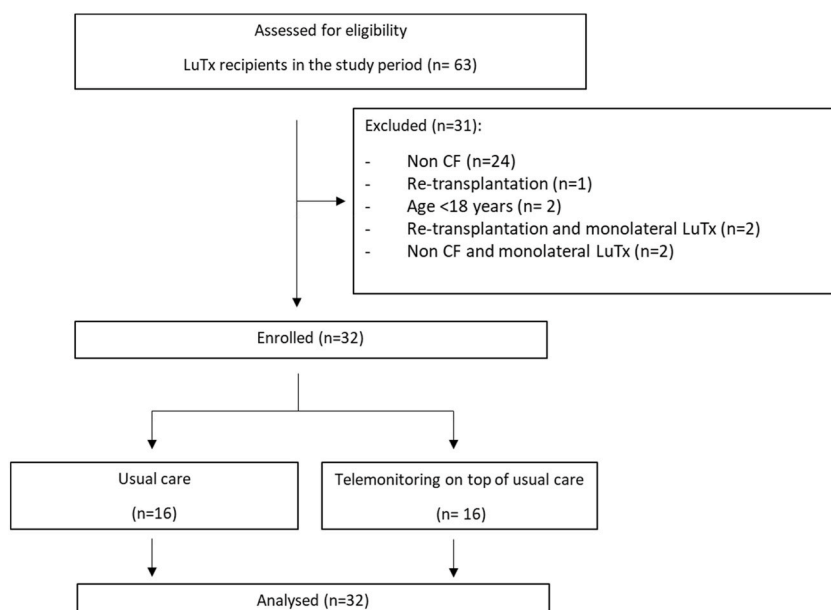 Assessed for eligibility
LuTx recipients in the study period (n= 63)
Excluded (n=31):
- Non CF (n=24)
- Re-transplantation (n=1)
- Age <18 years (n= 2)
- Re-transplantation and monolateral LuTx (n=2)
- Non CF and monolateral LuTx (n=2)
Enrolled (n=32)
Usual care
(n=16)
Telemonitoring on top of usual care
(n= 16)
Analysed (n=32)